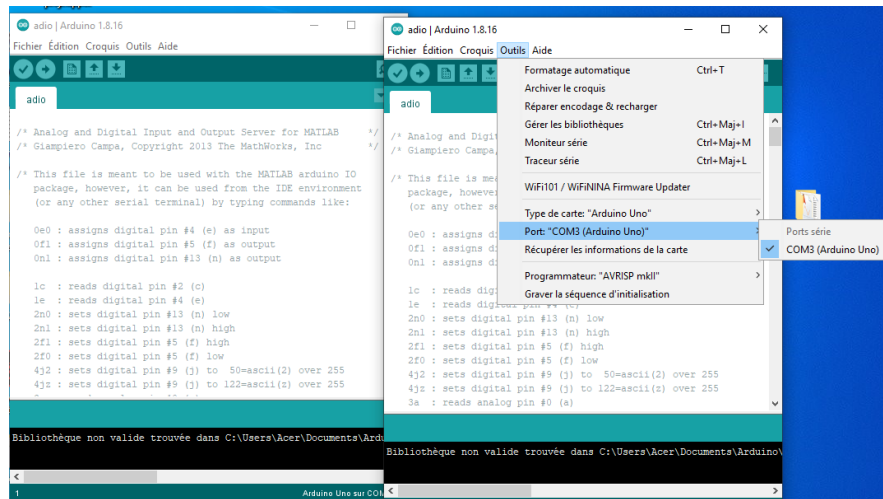 adio | Arduino 1.8.16
Fichier Édition Croquis Outils Aide
adio
/* Analog and Digital Input and Output Server for MATLAB */
/* Giampiero Campa, Copyright 2013 The MathWorks, Inc */
/* This file is meant to be used with the MATLAB arduino IO
package, however, it can be used from the IDE environment
(or any other serial terminal) by typing commands like:
0e0 : assigns digital pin #4 (e) as input
0f1 : assigns digital pin #5 (f) as output
0n1 : assigns digital pin #13 (n) as output
1c : reads digital pin #2 (c)
1e : reads digital pin #4 (e)
2n0 : sets digital pin #13 (n) low
2n1 : sets digital pin #13 (n) high
2f1 : sets digital pin #5 (f) high
2f0 : sets digital pin #5 (f) low
4j2 : sets digital pin #9 (j) to 50=ascii(2) over 255
4jz : sets digital pin #9 (j) to 122=ascii(z) over 255
Bibliothèque non valide trouvée dans C:\Users\Acer\Documents\Ardu
1
Arduino Uno sur COM
adio | Arduino 1.8.16
Fichier Édition Croquis Outils Aide
adio
/* Analog and Digit
/* Giampiero Campa,
/* This file is mea
package, however
(or any other se
0e0 : assigns di
0f1 : assigns di
0n1 : assigns di
1c : reads dig
1e : reads digital pin #4 (e)
2n0 : sets digital pin #13 (n) low
2n1 : sets digital pin #13 (n) high
2f1 : sets digital pin #5 (f) high
2f0 : sets digital pin #5 (f) low
4j2 : sets digital pin #9 (j) to 50=ascii(2) over 255
4jz : sets digital pin #9 (j) to 122=ascii(z) over 255
3a : reads analog pin #0 (a)
Bibliothèque non valide trouvée dans C:\Users\Acer\Documents\Arduino\
Formatage automatique Ctrl+T
Archiver le croquis
Réparer encodage & recharger
Gérer les bibliothèques Ctrl+Maj+I
Moniteur série Ctrl+Maj+M
Traceur série Ctrl+Maj+L
WiFi101 / WiFiNINA Firmware Updater
Type de carte: "Arduino Uno"
Port: "COM3 (Arduino Uno)"
Récupérer les informations de la carte
Programmateur: "AVRISP mkII"
Graver la séquence d'initialisation
Ports série
COM3 (Arduino Uno)